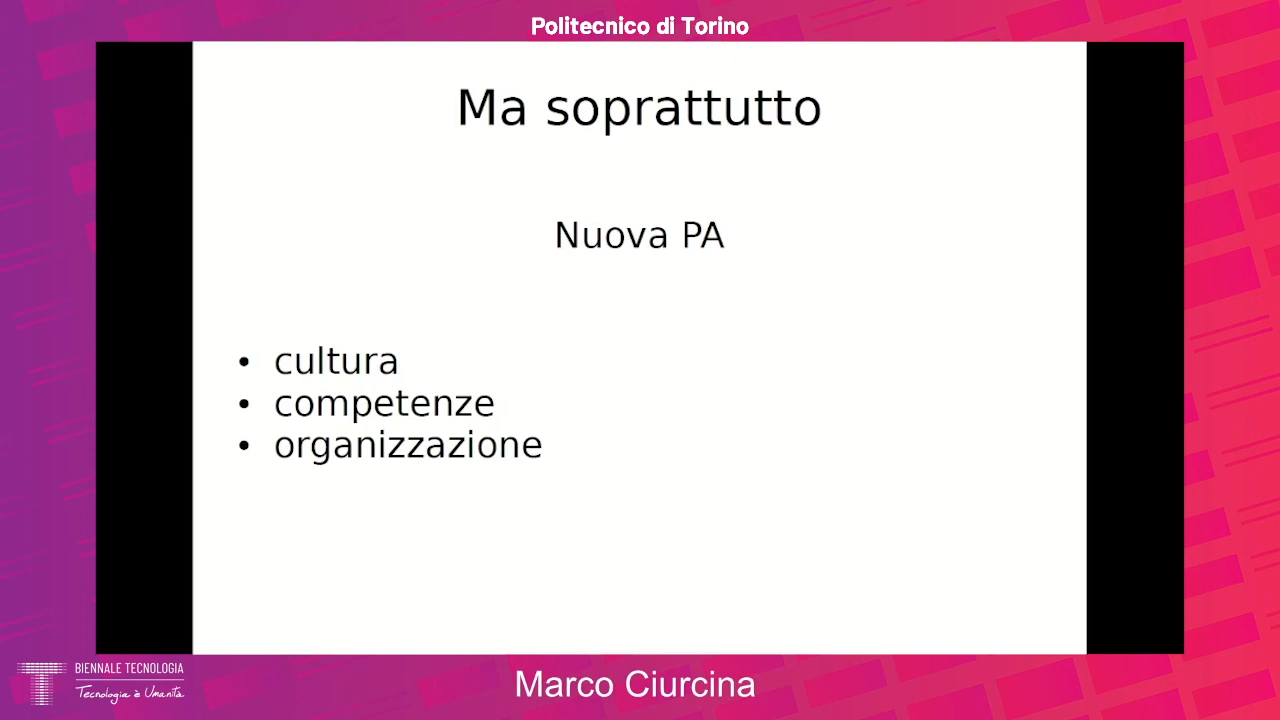 Politecnico di Torino
Ma soprattutto
Nuova PA
• cultura
• competenze
• organizzazione
BIENNALE TECNOLOGIA
Tecnologia è Umanità
Marco Ciurcina